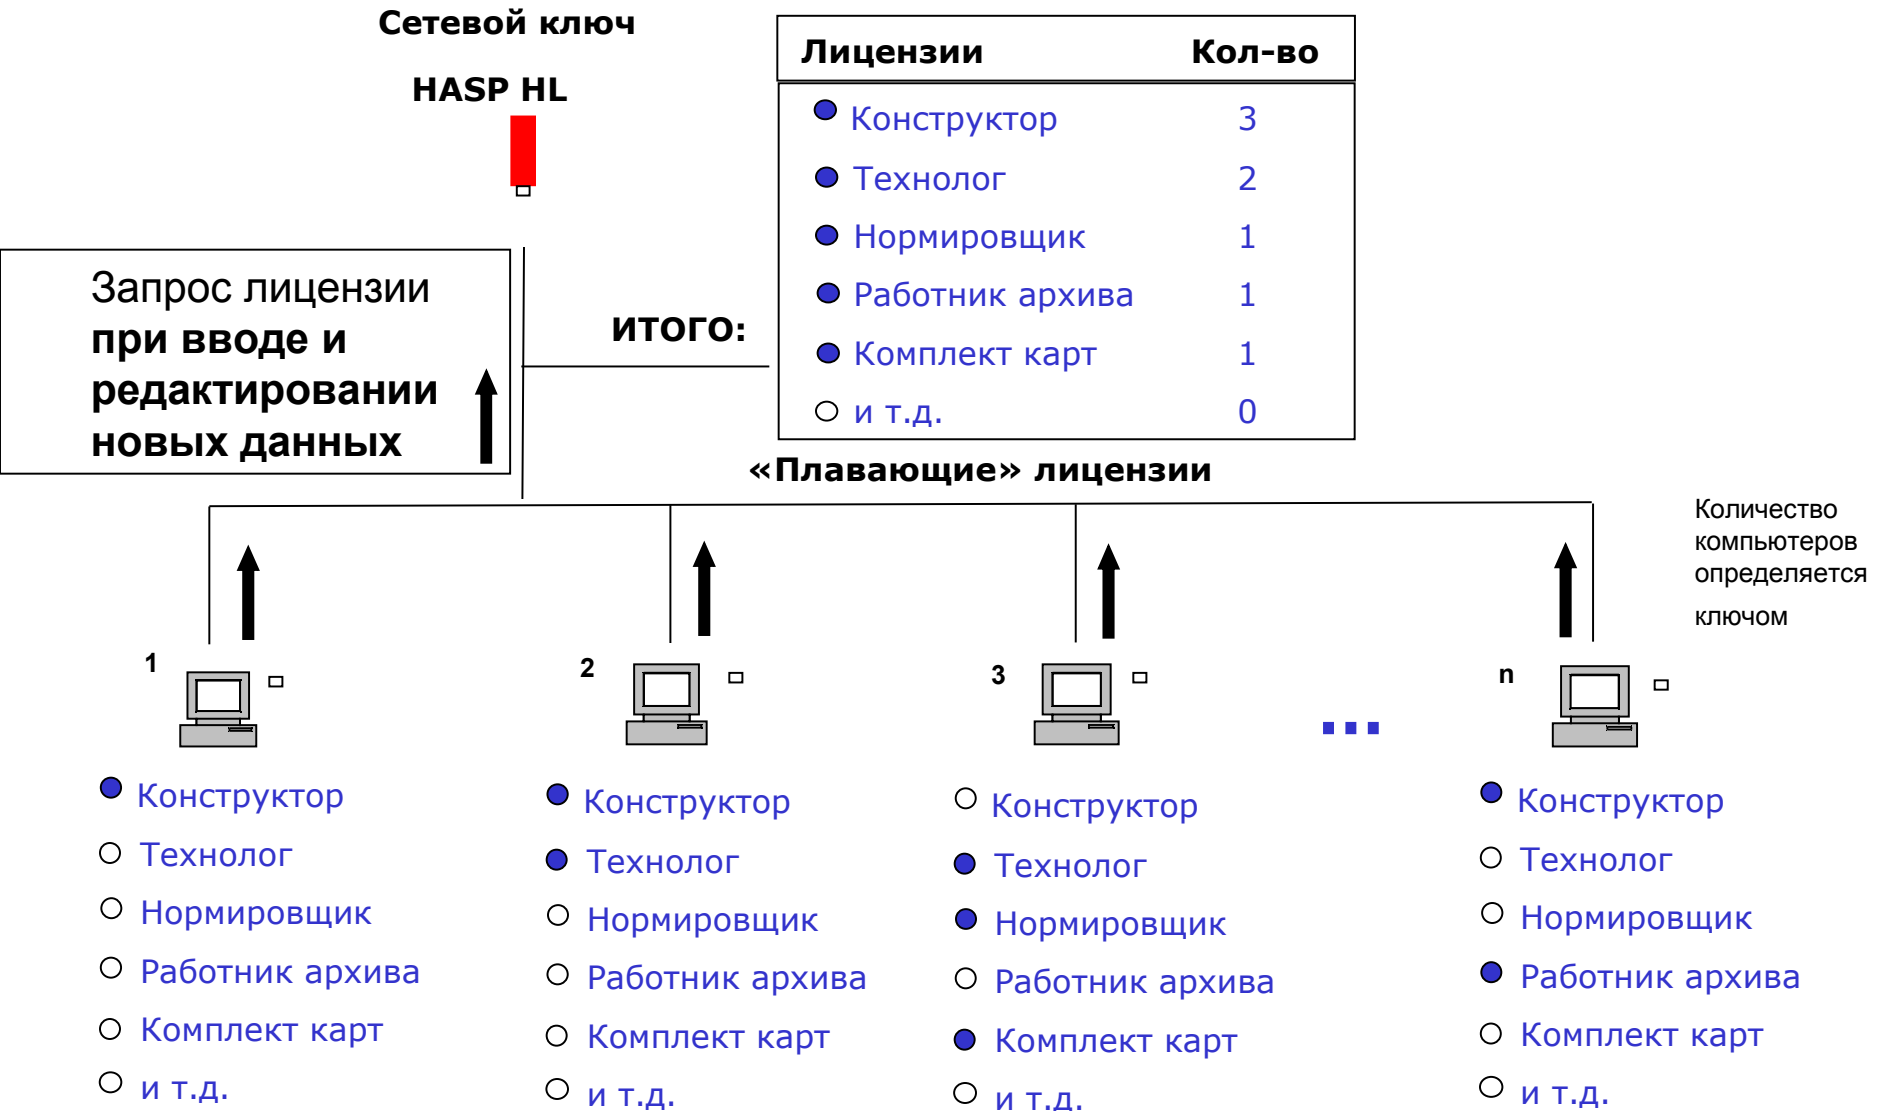 Сетевой ключ
HASP HL
Лицензии Кол-во
Конструктор 3
Технолог 2
Нормировщик 1
Работник архива 1
Комплект карт 1
и т.д. 0
Запрос лицензии
при вводе и
редактировании
новых данных
ИТОГО:
«Плавающие» лицензии
Количество
компьютеров
определяется
ключом
1
2
3
n
...
Конструктор
Технолог
Нормировщик
Работник архива
Комплект карт
и т.д.
Конструктор
Технолог
Нормировщик
Работник архива
Комплект карт
и т.д.
Конструктор
Технолог
Нормировщик
Работник архива
Комплект карт
и т.д.
Конструктор
Технолог
Нормировщик
Работник архива
Комплект карт
и т.д.